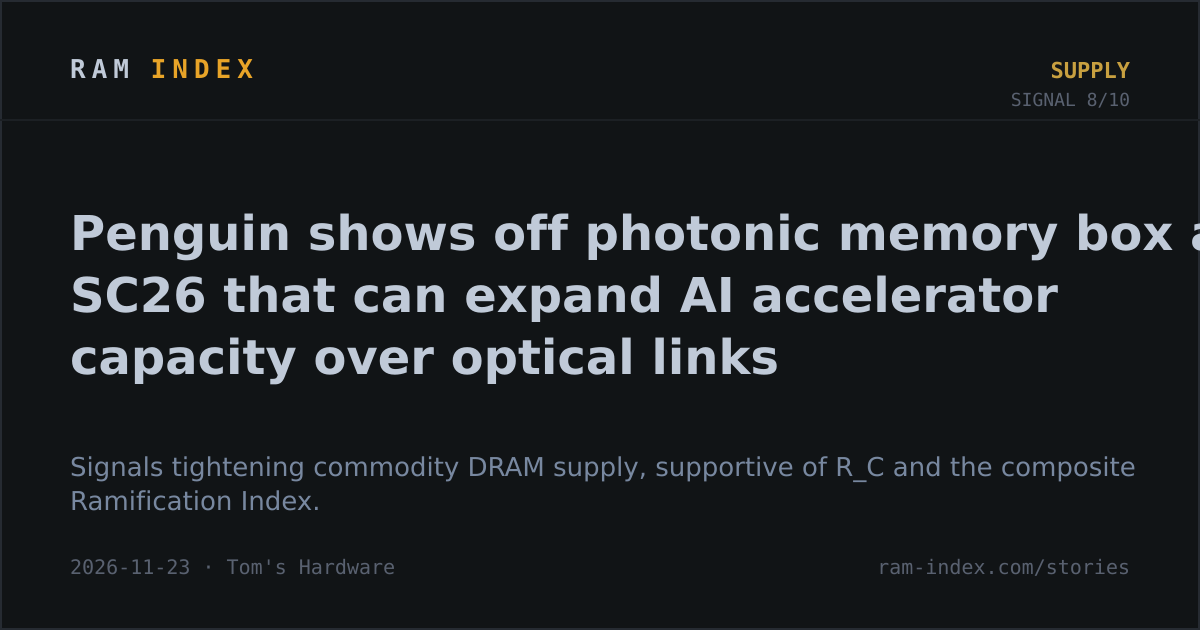 RAM INDEX
SUPPLY
SIGNAL 8/10
Penguin shows off photonic memory box
SC26 that can expand AI accelerator
capacity over optical links
Signals tightening commodity DRAM supply, supportive of R_C and the composite
Ramification Index.
2026-11-23 · Tom's Hardware
ram-index.com/stories